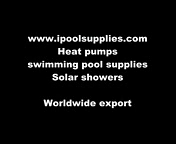 www.ipoolsupplies.com
Heat pumps
swimming pool supplies
Solar showers
Worldwide export